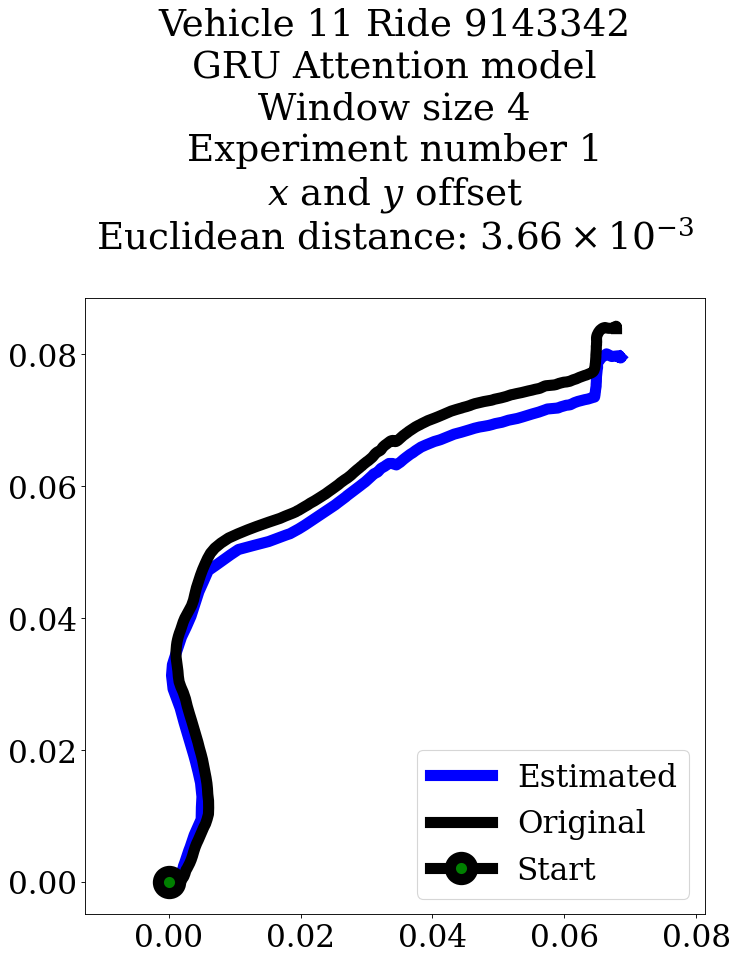 Vehicle 11 Ride 9143342
GRU Attention model
Window size 4
Experiment number 1
x and y offset
Euclidean distance: 3.66 × 10⁻³
0.08
0.06
0.04
0.02
0.00
Estimated
Original
Start
0.00 0.02 0.04 0.06 0.08